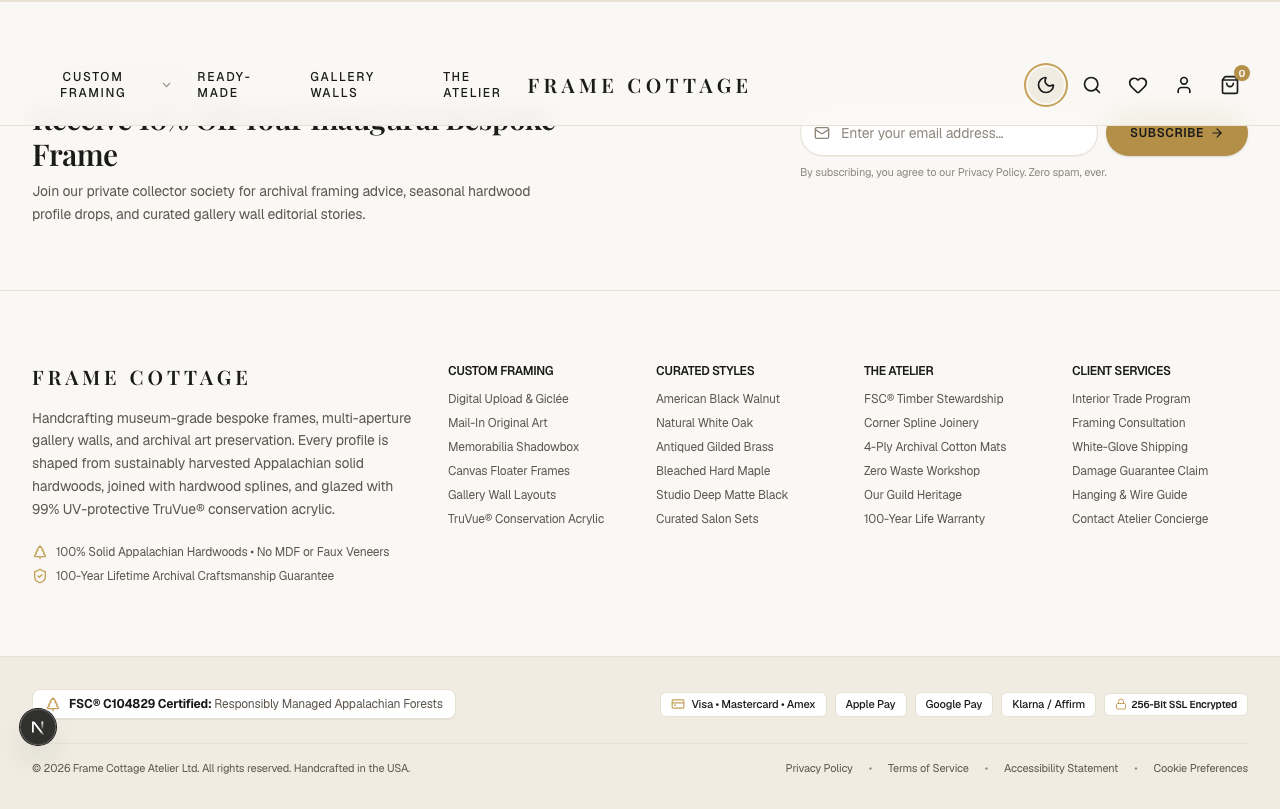 CUSTOM FRAMING
READY-MADE
GALLERY WALLS
THE ATELIER
FRAME COTTAGE
0
Receive 10% Off Your Inaugural Bespoke
Frame
Join our private collector society for archival framing advice, seasonal hardwood
profile drops, and curated gallery wall editorial stories.
Enter your email address...
SUBSCRIBE
By subscribing, you agree to our Privacy Policy. Zero spam, ever.
FRAME COTTAGE
Handcrafting museum-grade bespoke frames, multi-aperture
gallery walls, and archival art preservation. Every profile is
shaped from sustainably harvested Appalachian solid
hardwoods, joined with hardwood splines, and glazed with
99% UV-protective TruVue® conservation acrylic.
100% Solid Appalachian Hardwoods • No MDF or Faux Veneers
100-Year Lifetime Archival Craftsmanship Guarantee
CUSTOM FRAMING
Digital Upload & Giclée
Mail-In Original Art
Memorabilia Shadowbox
Canvas Floater Frames
Gallery Wall Layouts
TruVue® Conservation Acrylic
CURATED STYLES
American Black Walnut
Natural White Oak
Antiqued Gilded Brass
Bleached Hard Maple
Studio Deep Matte Black
Curated Salon Sets
THE ATELIER
FSC® Timber Stewardship
Corner Spline Joinery
4-Ply Archival Cotton Mats
Zero Waste Workshop
Our Guild Heritage
100-Year Life Warranty
CLIENT SERVICES
Interior Trade Program
Framing Consultation
White-Glove Shipping
Damage Guarantee Claim
Hanging & Wire Guide
Contact Atelier Concierge
FSC® C104829 Certified: Responsibly Managed Appalachian Forests
Visa • Mastercard • Amex
Apple Pay
Google Pay
Klarna / Affirm
256-Bit SSL Encrypted
N
© 2026 Frame Cottage Atelier Ltd. All rights reserved. Handcrafted in the USA.
Privacy Policy • Terms of Service • Accessibility Statement • Cookie Preferences